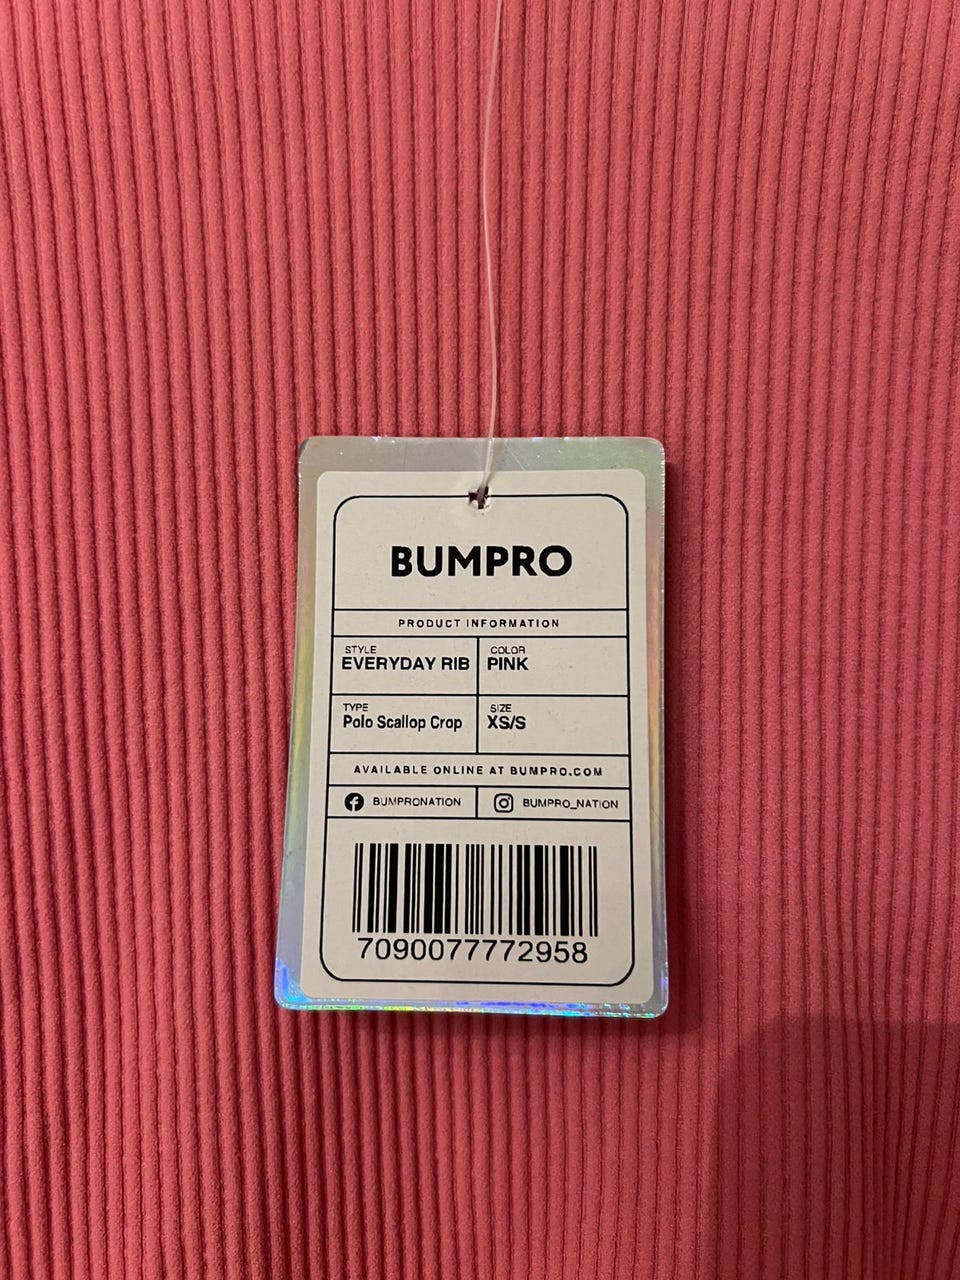 BUMPRO
PRODUCT INFORMATION
STYLE
EVERYDAY RIB
COLOR
PINK
TYPE
Polo Scallop Crop
SIZE
XS/S
AVAILABLE ONLINE AT BUMPRO.COM
BUMPRONATION
BUMPRO_NATION
7090077772958